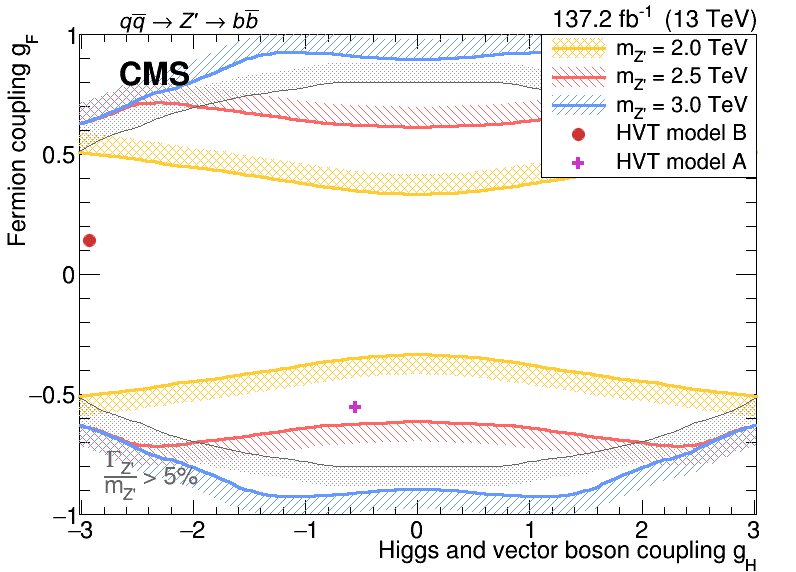 qq̅ → Z' → bb̅ 137.2 fb⁻¹ (13 TeV)
CMS
m_Z' = 2.0 TeV
m_Z' = 2.5 TeV
m_Z' = 3.0 TeV
HVT model B
HVT model A
Fermion coupling g_F
1
0.5
0
−0.5
−1
Γ_Z'/m_Z' > 5%
−3 −2 −1 0 1 2 3
Higgs and vector boson coupling g_H